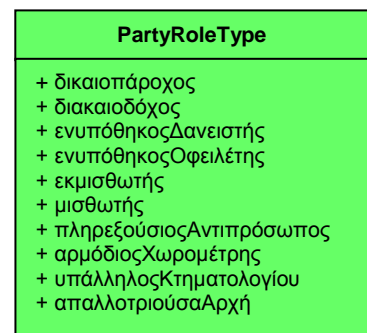 PartyRoleType
+ δικαιοπάροχος
+ διακαιοδόχος
+ ενυπόθηκοςΔανειστής
+ ενυπόθηκοςΟφειλέτης
+ εκμισθωτής
+ μισθωτής
+ πληρεξούσιοςΑντιπρόσωπος
+ αρμόδιοςΧωρομέτρης
+ υπάλληλοςΚτηματολογίου
+ απαλλοτριούσαΑρχή